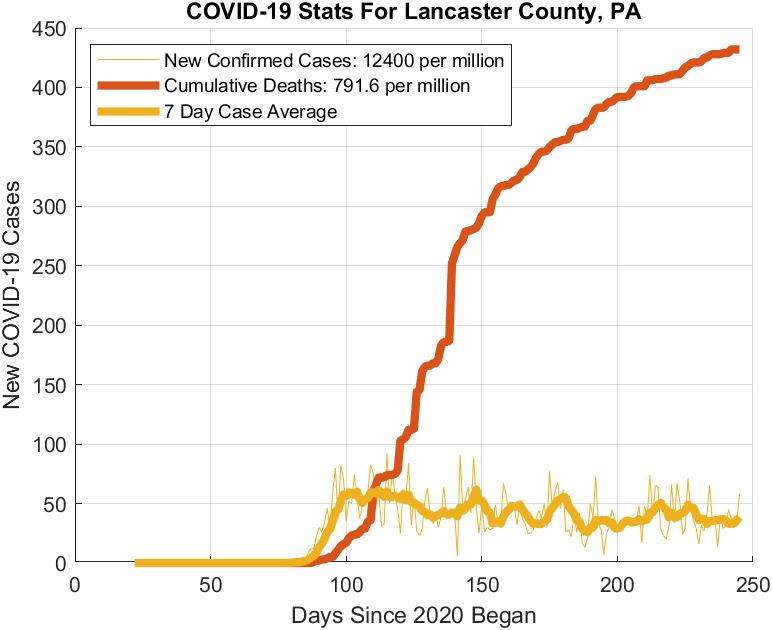 COVID-19 Stats For Lancaster County, PA
New Confirmed Cases: 12400 per million
Cumulative Deaths: 791.6 per million
7 Day Case Average
New COVID-19 Cases
450
400
350
300
250
200
150
100
50
0
0 50 100 150 200 250
Days Since 2020 Began